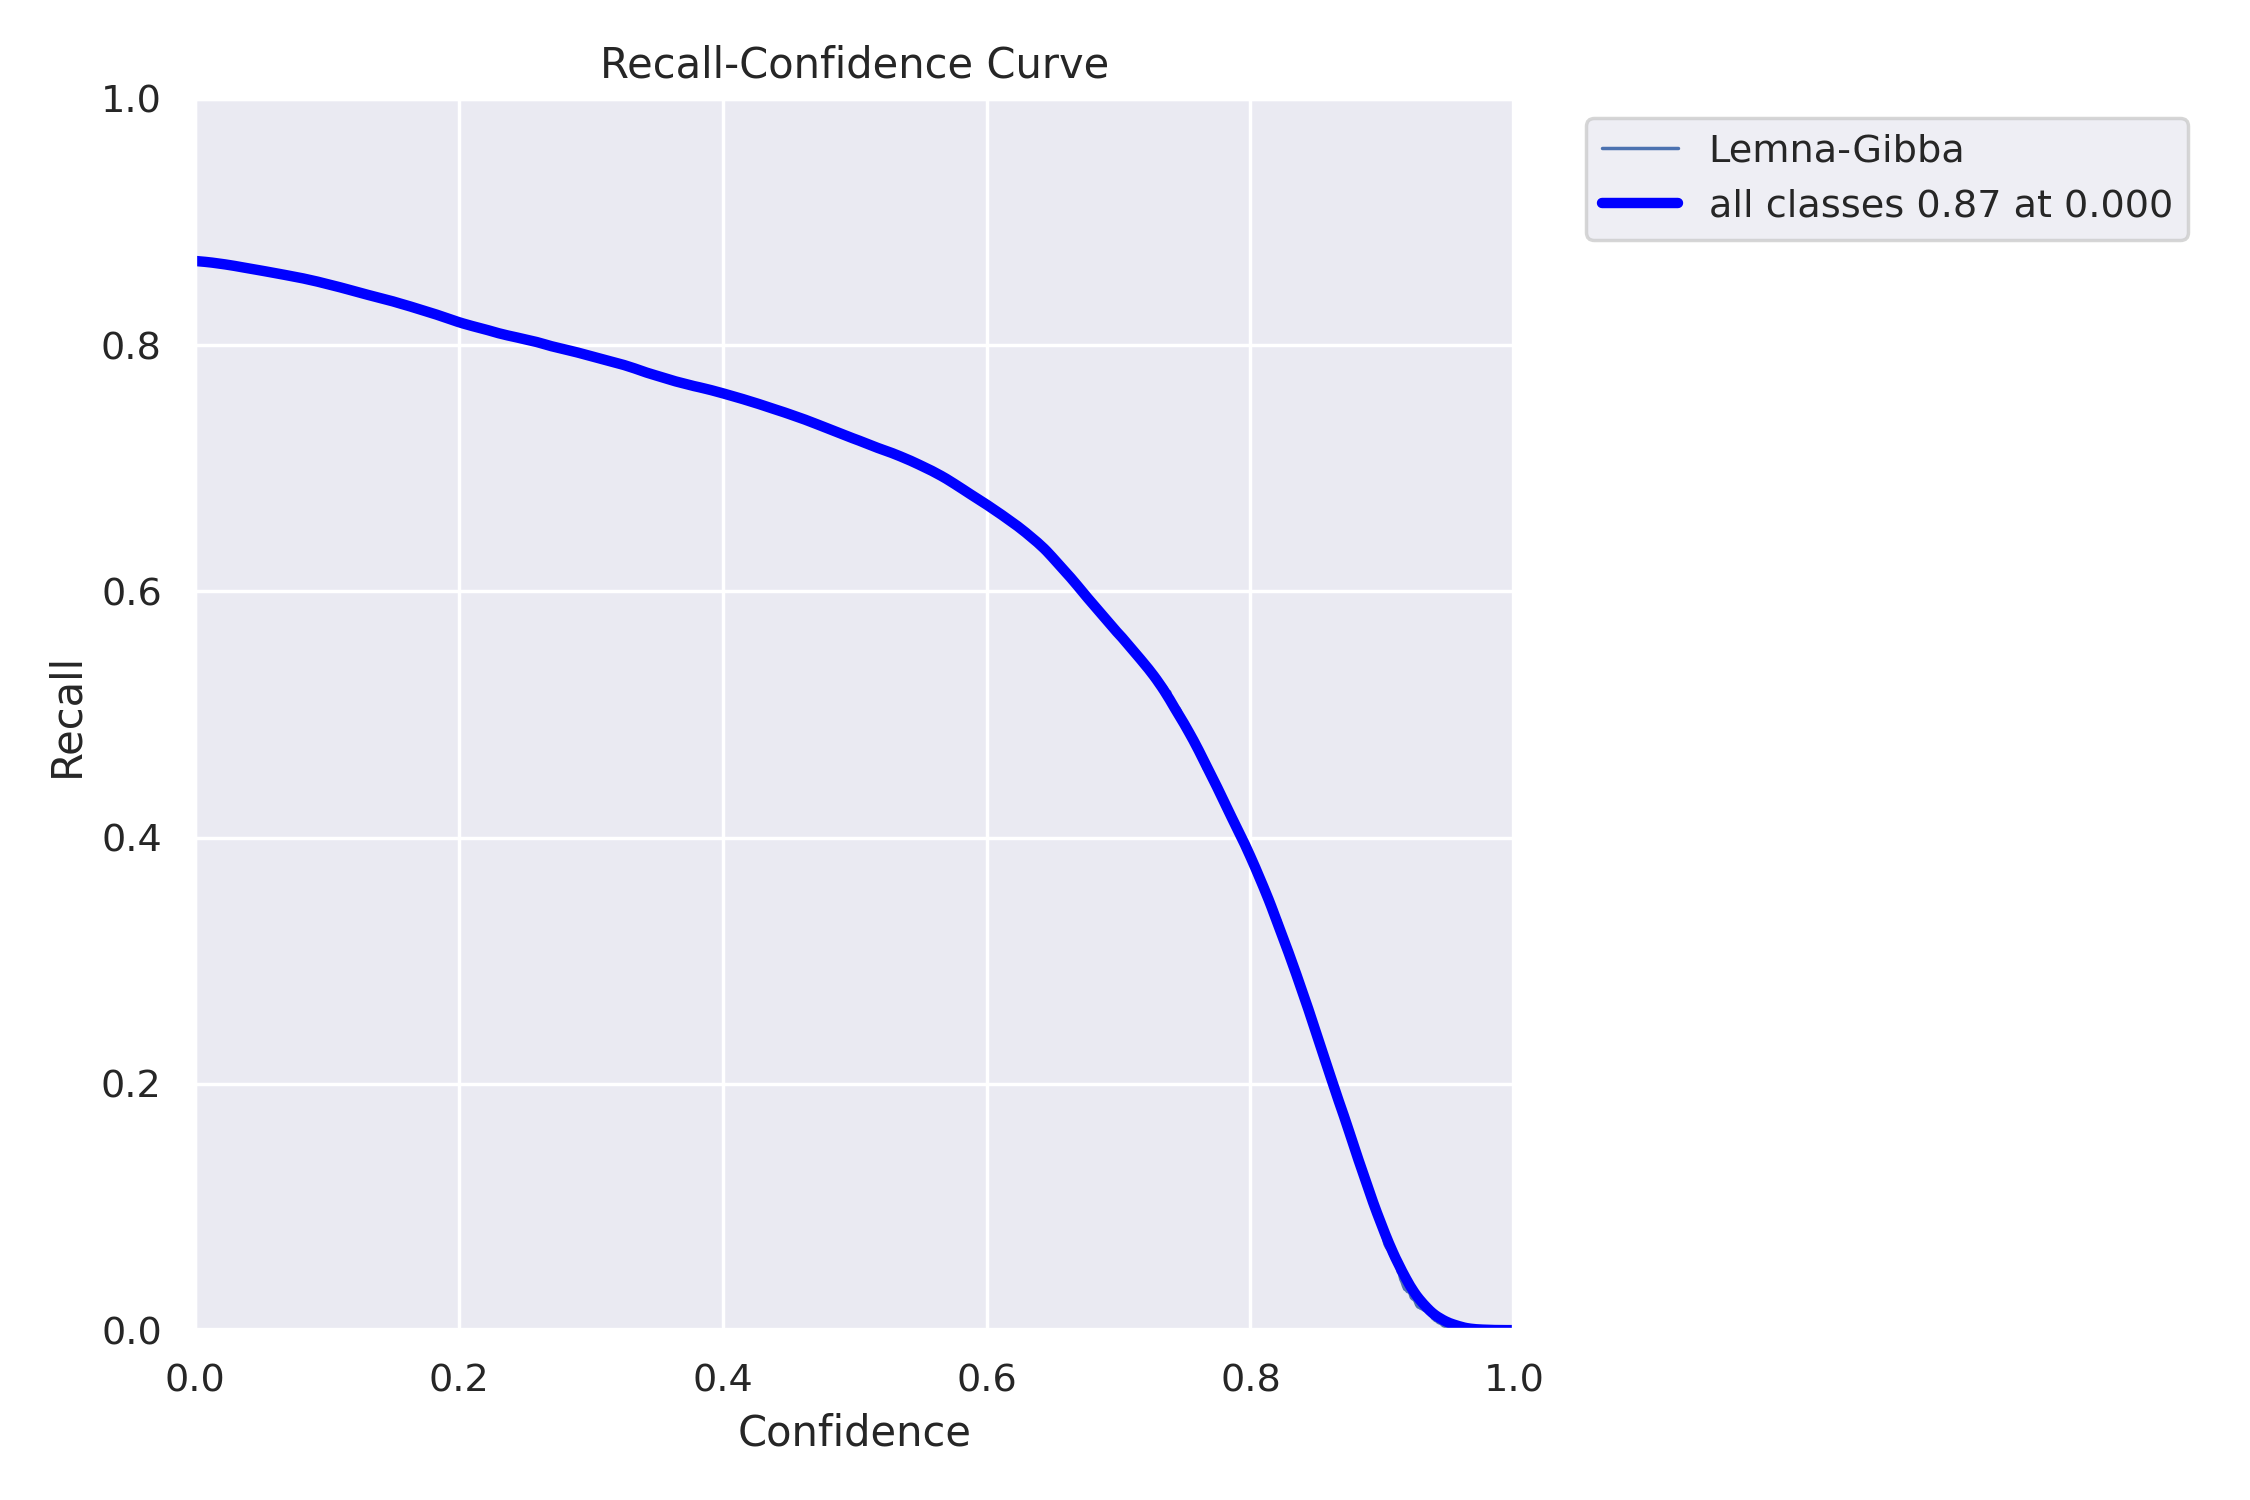 Recall-Confidence Curve
1.0
0.8
0.6
0.4
0.2
0.0
Recall
0.0 0.2 0.4 0.6 0.8 1.0
Confidence
Lemna-Gibba
all classes 0.87 at 0.000